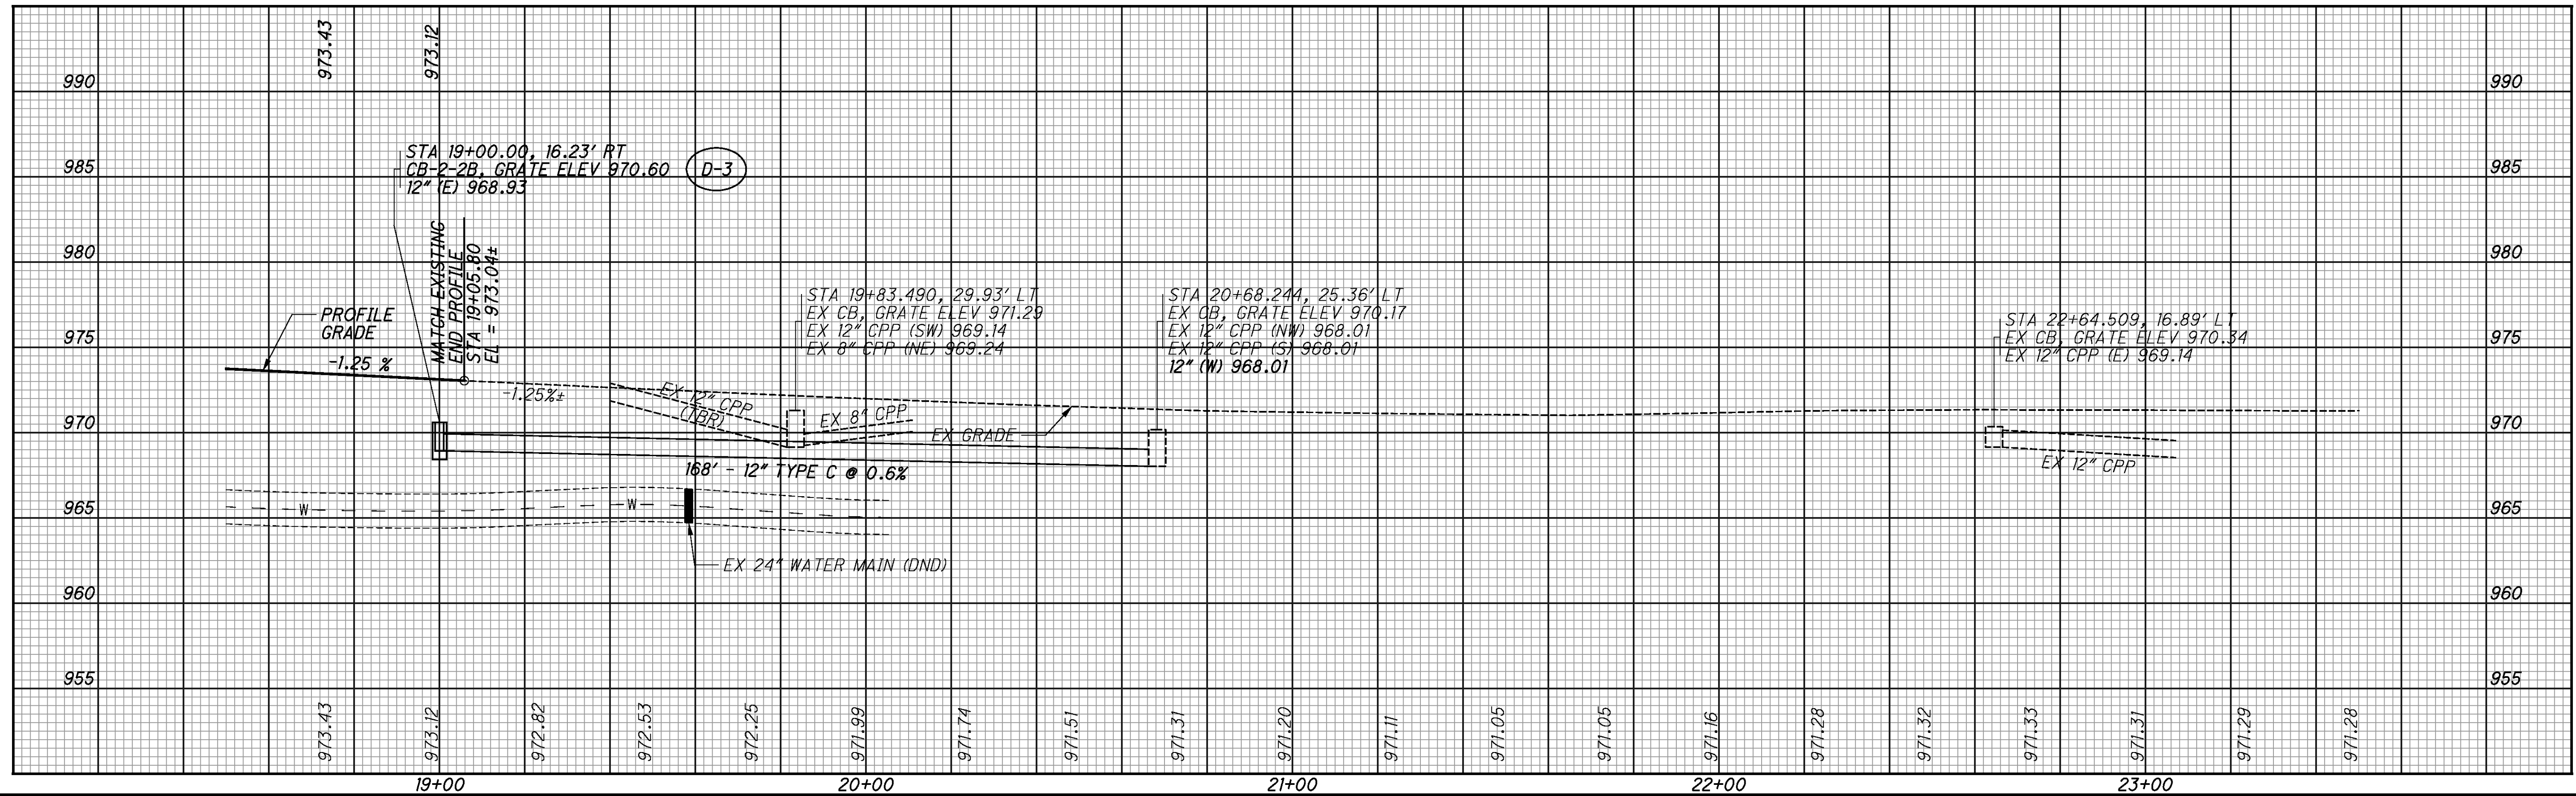 973.43
973.12
990
990
STA 19+00.00, 16.23' RT
CB-2-2B, GRATE ELEV 970.60
12" (E) 968.93
D-3
985
985
MATCH EXISTING
END PROFILE
STA 19+05.80
EL = 973.04±
980
980
STA 19+83.490, 29.93' LT
EX CB, GRATE ELEV 971.29
EX 12" CPP (SW) 969.14
EX 8" CPP (NE) 969.24
STA 20+68.244, 25.36' LT
EX CB, GRATE ELEV 970.17
EX 12" CPP (NW) 968.01
EX 12" CPP (S) 968.01
12" (W) 968.01
STA 22+64.509, 16.89' LT
EX CB, GRATE ELEV 970.34
EX 12" CPP (E) 969.14
PROFILE
GRADE
975
975
-1.25 %
-1.25%±
EX 12" CPP
(TBR)
EX 8" CPP
EX GRADE
970
970
168' - 12" TYPE C @ 0.6%
EX 12" CPP
W
W
965
965
EX 24" WATER MAIN (DND)
960
960
955
955
973.43
973.12
972.82
972.53
972.25
971.99
971.74
971.51
971.31
971.20
971.11
971.05
971.05
971.16
971.28
971.32
971.33
971.31
971.29
971.28
19+00
20+00
21+00
22+00
23+00